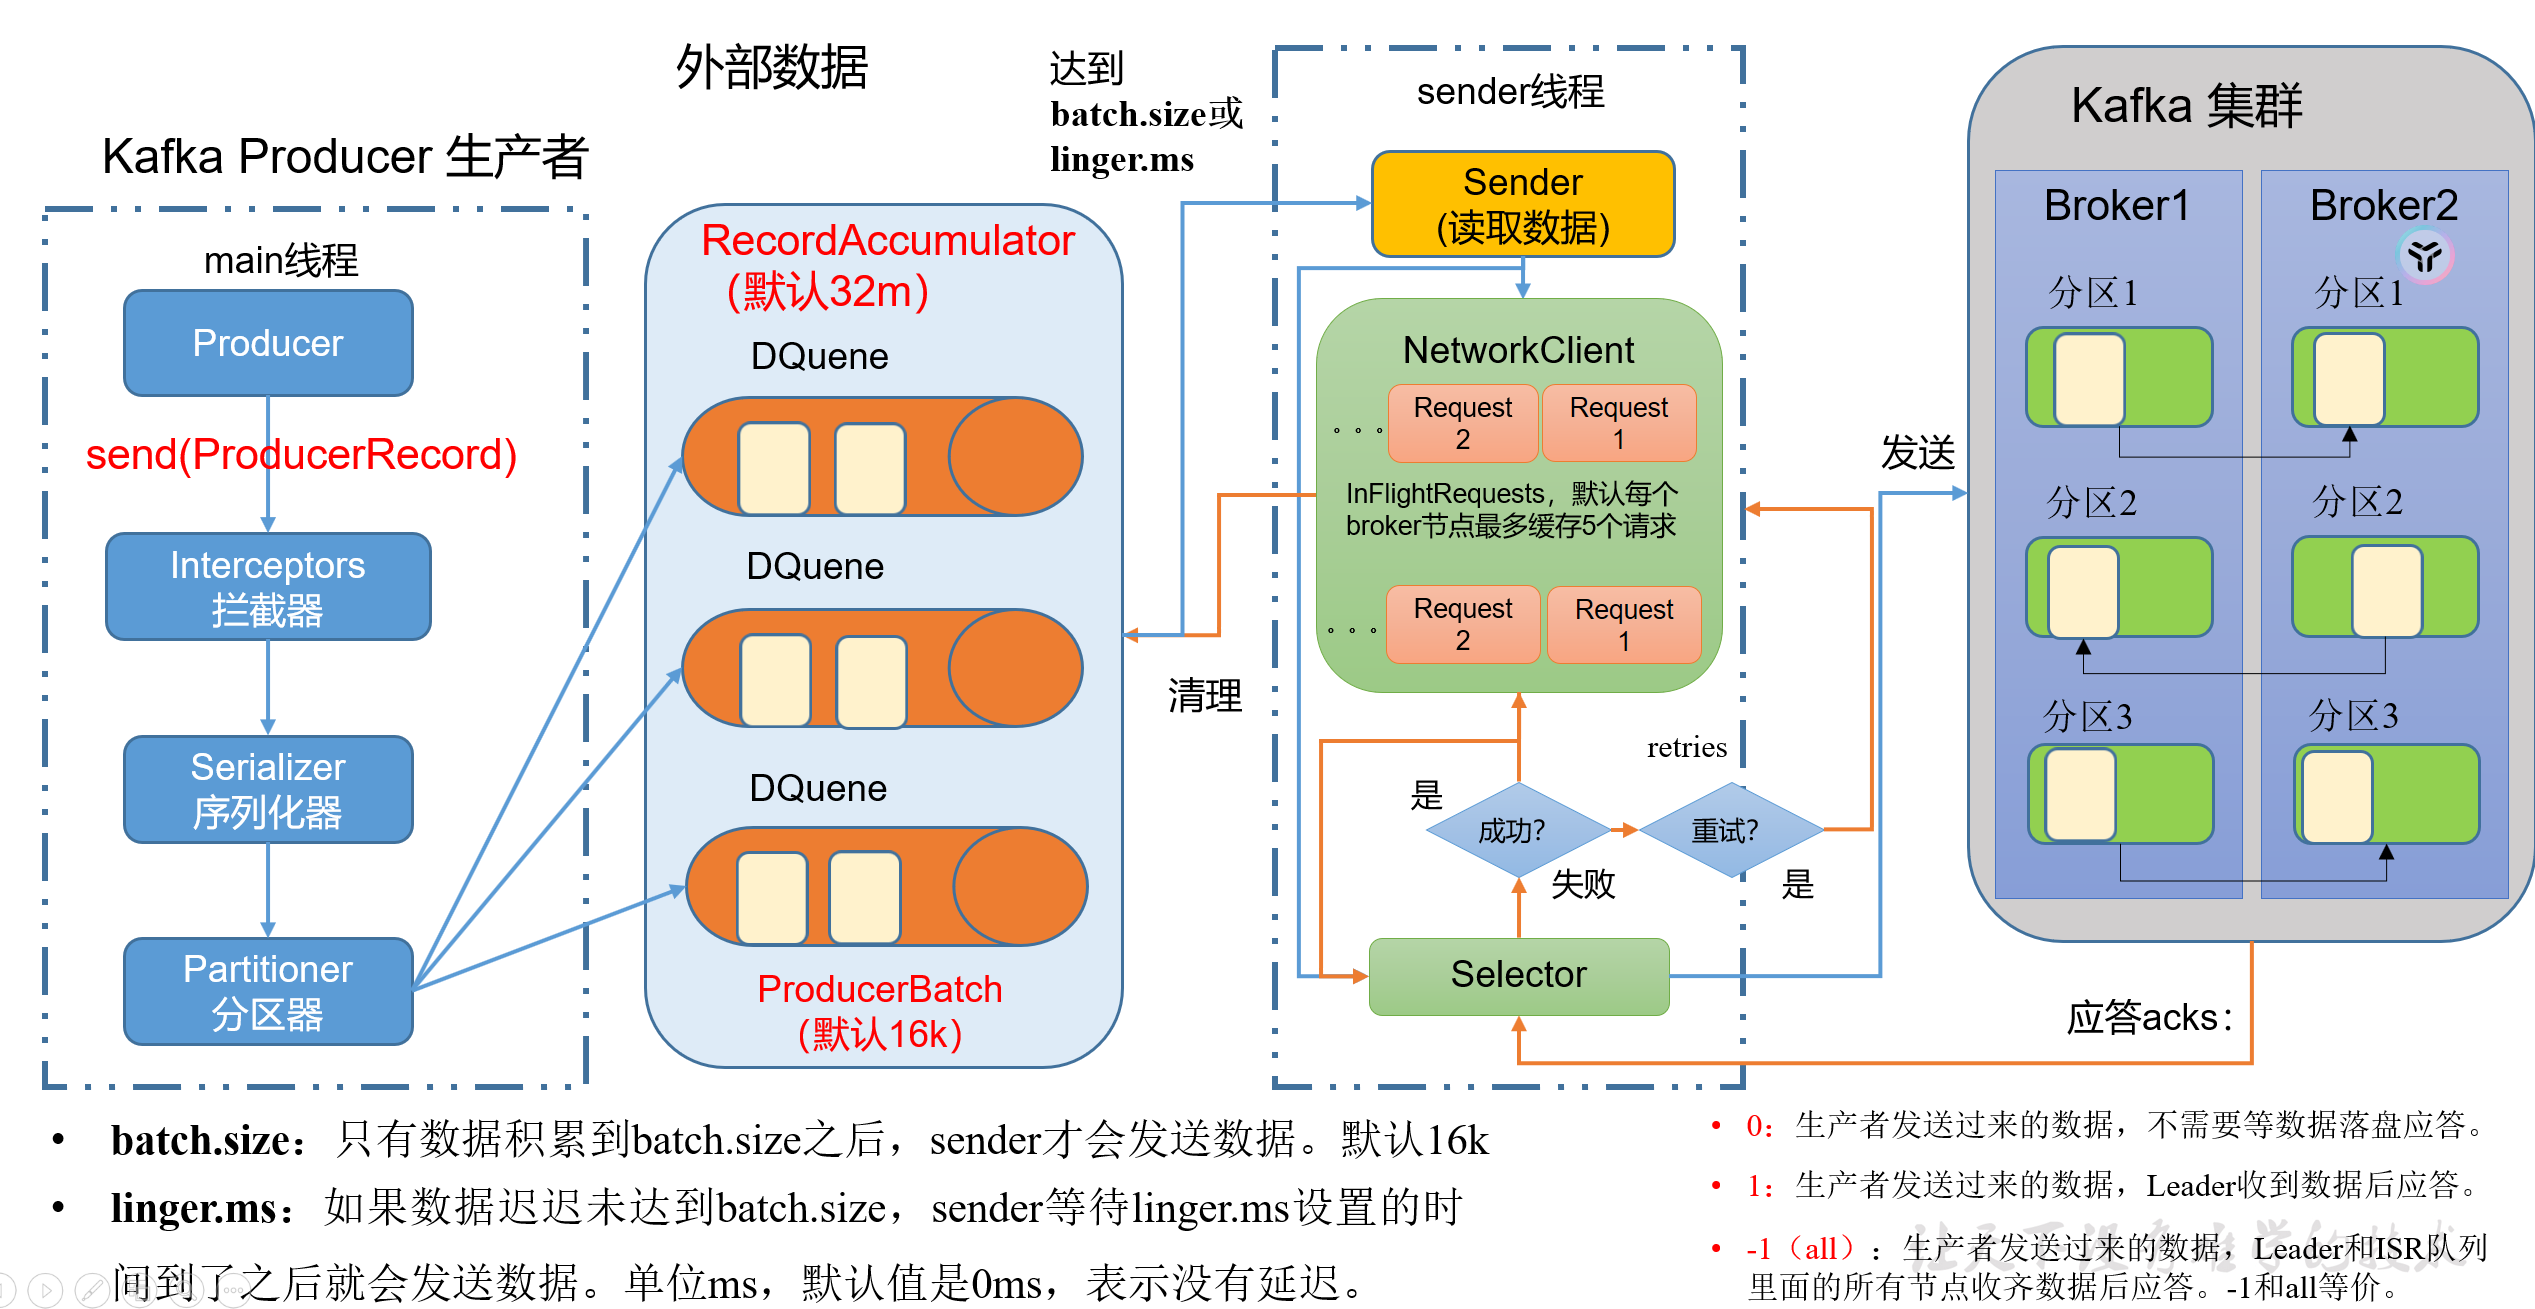 外部数据
Kafka Producer 生产者
main线程
Producer
send(ProducerRecord)
Interceptors
拦截器
Serializer
序列化器
Partitioner
分区器
RecordAccumulator
（默认32m）
DQuene
DQuene
DQuene
ProducerBatch
（默认16k）
达到
batch.size或
linger.ms
清理
sender线程
Sender
(读取数据)
NetworkClient
Request
2
Request
1
。。。
InFlightRequests，默认每个
broker节点最多缓存5个请求
Request
2
Request
1
。。。
retries
是
成功？
重试？
失败
是
Selector
发送
Kafka 集群
Broker1
分区1
分区2
分区3
Broker2
分区1
分区2
分区3
应答acks：
• batch.size：只有数据积累到batch.size之后，sender才会发送数据。默认16k
• linger.ms：如果数据迟迟未达到batch.size，sender等待linger.ms设置的时
间到了之后就会发送数据。单位ms，默认值是0ms，表示没有延迟。
• 0：生产者发送过来的数据，不需要等数据落盘应答。
• 1：生产者发送过来的数据，Leader收到数据后应答。
• -1（all）：生产者发送过来的数据，Leader和ISR队列
里面的所有节点收齐数据后应答。-1和all等价。
让天下没有难学的技术